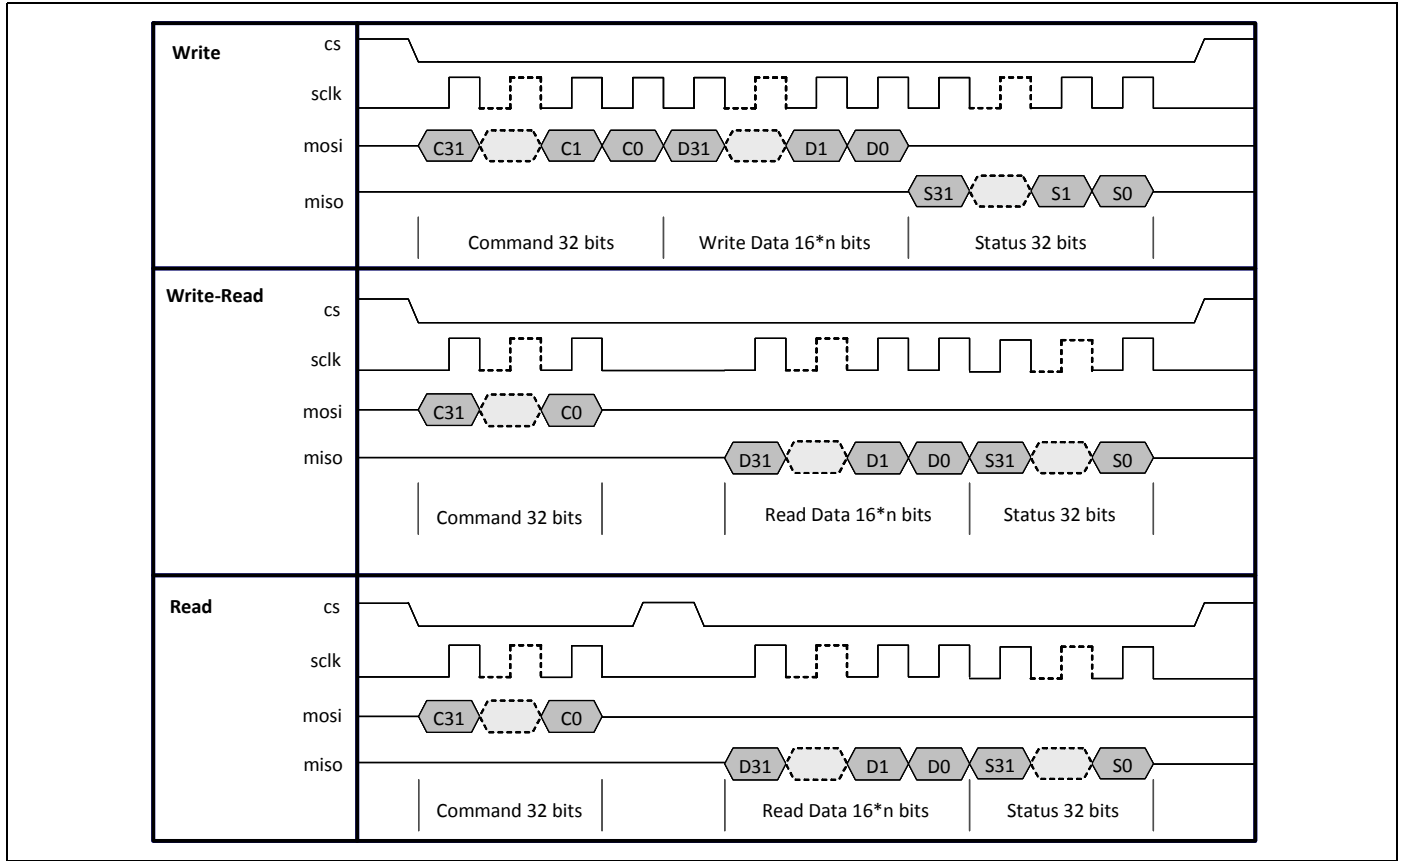 Write
cs
sclk
mosi C31 C1 C0 D31 D1 D0
miso S31 S1 S0
Command 32 bits Write Data 16*n bits Status 32 bits
Write-Read
cs
sclk
mosi C31 C0
miso D31 D1 D0 S31 S0
Command 32 bits Read Data 16*n bits Status 32 bits
Read cs
sclk
mosi C31 C0
miso D31 D1 D0 S31 S0
Command 32 bits Read Data 16*n bits Status 32 bits